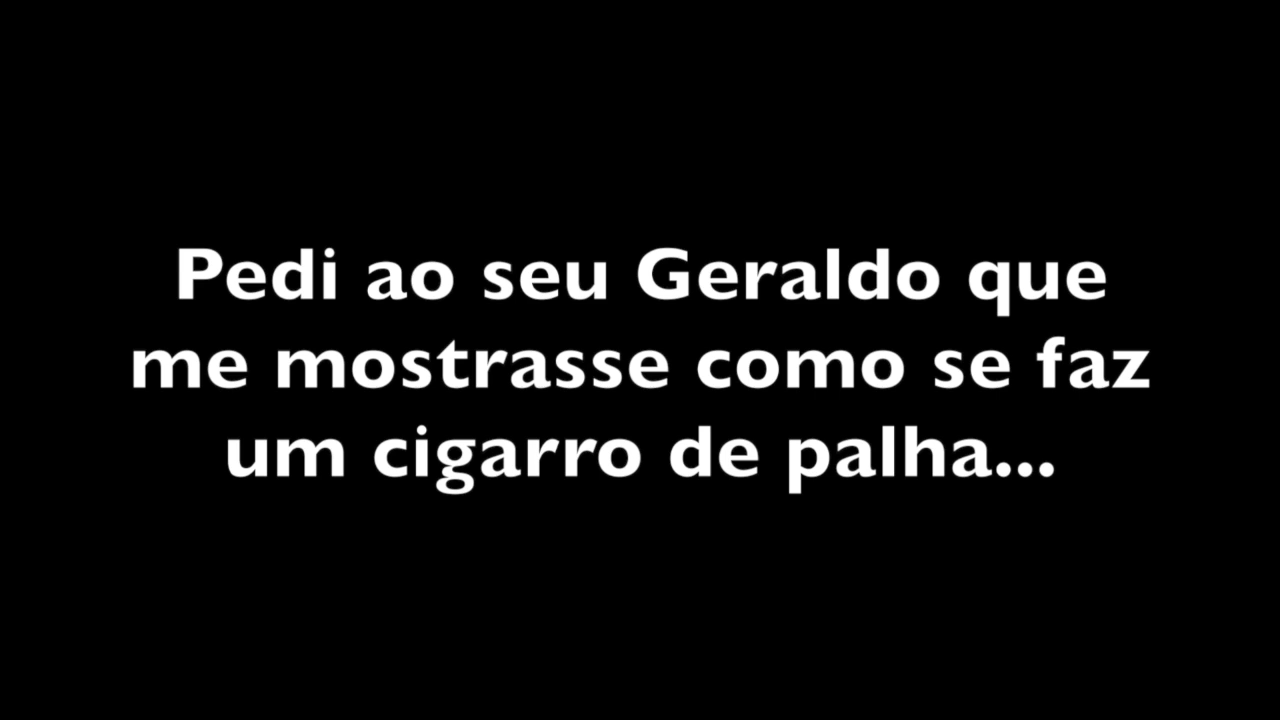 Pedi ao seu Geraldo que
me mostrasse como se faz
um cigarro de palha...